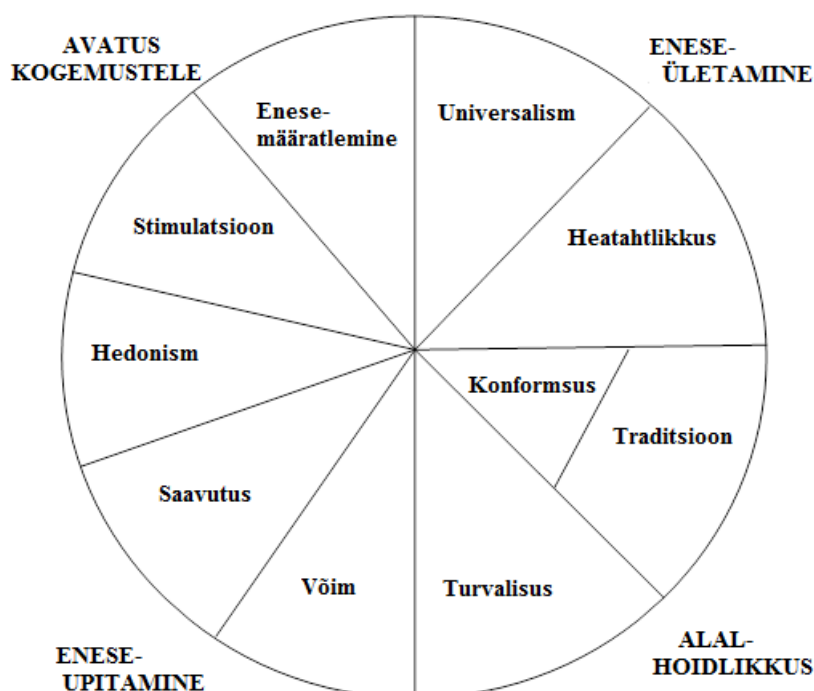 AVATUS
KOGEMUSTELE
ENESE-
ÜLETAMINE
Enese-
määratlemine
Universalism
Stimulatsioon
Heatahtlikkus
Hedonism
Konformsus
Traditsioon
Saavutus
Võim
Turvalisus
ENESE-
UPITAMINE
ALAL-
HOIDLIKKUS